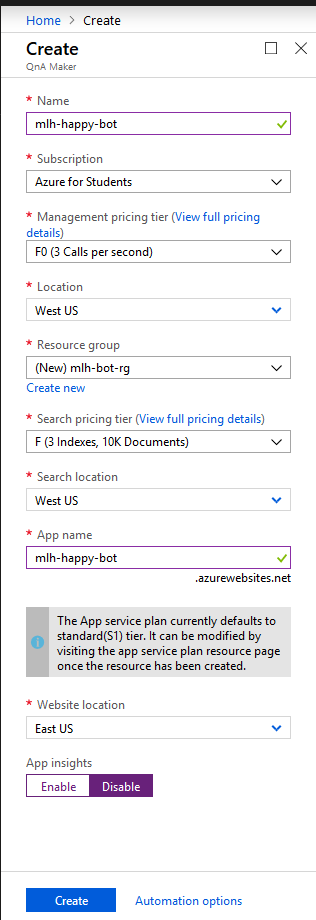 Home > Create
Create
QnA Maker
* Name
mlh-happy-bot
* Subscription
Azure for Students
* Management pricing tier (View full pricing
details)
F0 (3 Calls per second)
* Location
West US
* Resource group
(New) mlh-bot-rg
Create new
* Search pricing tier (View full pricing details)
F (3 Indexes, 10K Documents)
* Search location
West US
* App name
mlh-happy-bot
.azurewebsites.net
The App service plan currently defaults to
standard(S1) tier. It can be modified by
visiting the app service plan resource page
once the resource has been created.
* Website location
East US
App insights
Enable Disable
Create Automation options